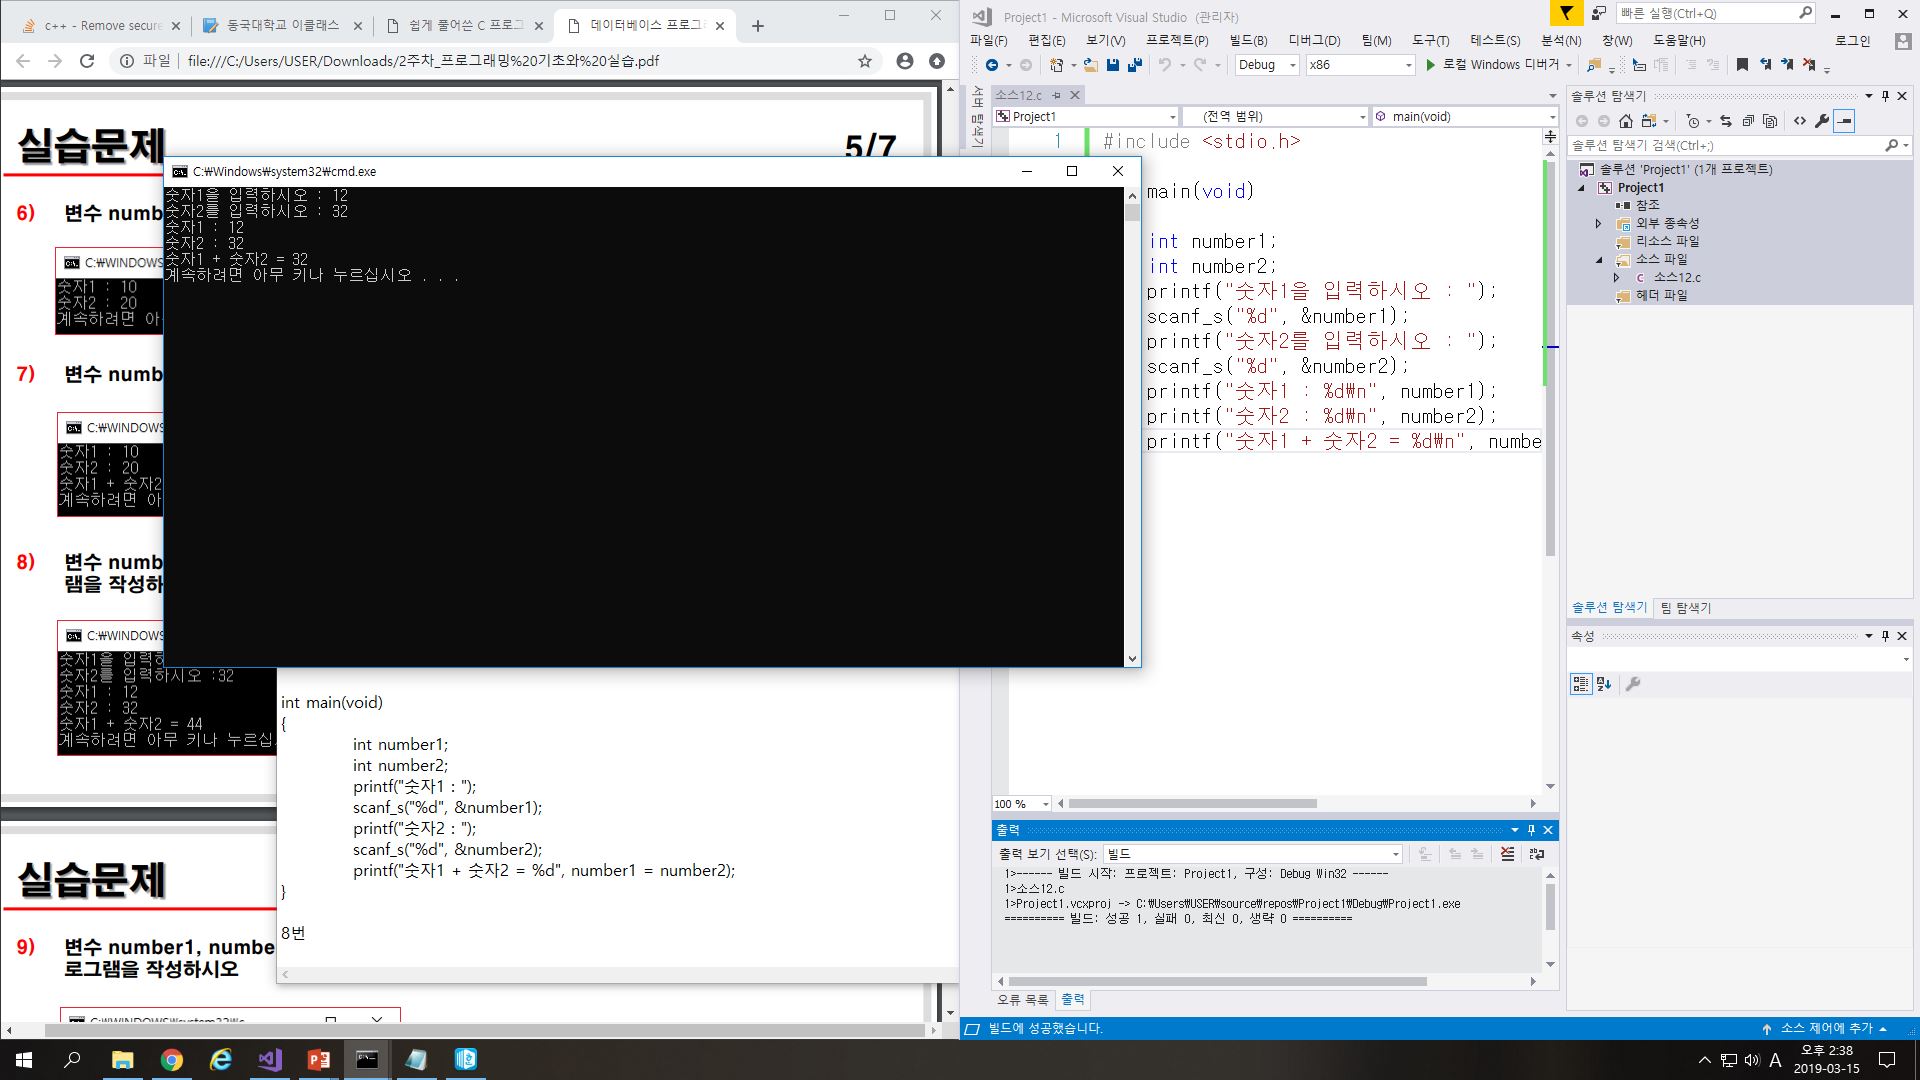 c++ - Remove secure
동국대학교 이클래스
쉽게 풀어쓴 C 프로그
데이터베이스 프로그
파일
file:///C:/Users/USER/Downloads/2주차_프로그래밍%20기초와%20실습.pdf
실습문제
5/7
6) 변수 numb
C:₩WINDOWS
숫자1 : 10
숫자2 : 20
계속하려면 아
7) 변수 numb
C:₩WINDOWS
숫자1 : 10
숫자2 : 20
숫자1 + 숫자2
계속하려면 아
8) 변수 numb
램을 작성하
C:₩WINDOWS
숫자1을 입력하
숫자2를 입력하시오 :32
숫자1 : 12
숫자2 : 32
숫자1 + 숫자2 = 44
계속하려면 아무 키나 누르십시
실습문제
9) 변수 number1, numbe
로그램을 작성하시오
C:₩WINDOWS₩system32₩c
C:₩Windows₩system32₩cmd.exe
숫자1을 입력하시오 : 12
숫자2를 입력하시오 : 32
숫자1 : 12
숫자2 : 32
숫자1 + 숫자2 = 32
계속하려면 아무 키나 누르십시오 . . .
int main(void)
{
int number1;
int number2;
printf("숫자1 : ");
scanf_s("%d", &number1);
printf("숫자2 : ");
scanf_s("%d", &number2);
printf("숫자1 + 숫자2 = %d", number1 = number2);
}
8번
Project1 - Microsoft Visual Studio (관리자)
빠른 실행(Ctrl+Q)
파일(F) 편집(E) 보기(V) 프로젝트(P) 빌드(B) 디버그(D) 팀(M) 도구(T) 테스트(S) 분석(N) 창(W) 도움말(H) 로그인
Debug x86 로컬 Windows 디버거
서버 탐색기
소스12.c
Project1 (전역 범위) main(void)
1 #include <stdio.h>
main(void)
int number1;
int number2;
printf("숫자1을 입력하시오 : ");
scanf_s("%d", &number1);
printf("숫자2를 입력하시오 : ");
scanf_s("%d", &number2);
printf("숫자1 : %d₩n", number1);
printf("숫자2 : %d₩n", number2);
printf("숫자1 + 숫자2 = %d₩n", numbe
100 %
출력
출력 보기 선택(S): 빌드
1>------ 빌드 시작: 프로젝트: Project1, 구성: Debug Win32 ------
1>소스12.c
1>Project1.vcxproj -> C:₩Users₩USER₩source₩repos₩Project1₩Debug₩Project1.exe
========== 빌드: 성공 1, 실패 0, 최신 0, 생략 0 ==========
오류 목록 출력
솔루션 탐색기
솔루션 탐색기 검색(Ctrl+;)
솔루션 'Project1' (1개 프로젝트)
Project1
참조
외부 종속성
리소스 파일
소스 파일
소스12.c
헤더 파일
솔루션 탐색기 팀 탐색기
속성
빌드에 성공했습니다.
소스 제어에 추가
A
오후 2:38
2019-03-15